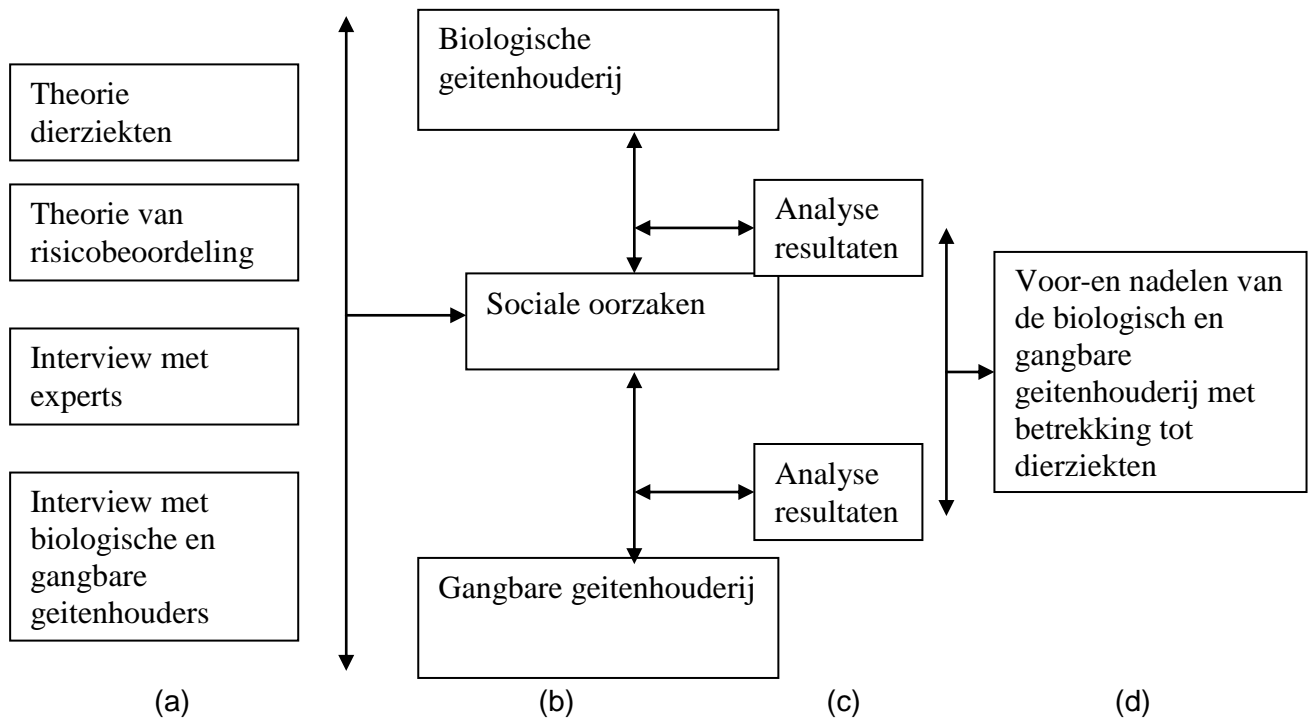 Theorie
dierziekten
Theorie van
risicobeoordeling
Interview met
experts
Interview met
biologische en
gangbare
geitenhouders
(a)
Biologische
geitenhouderij
Sociale oorzaken
Gangbare geitenhouderij
(b)
Analyse
resultaten
Analyse
resultaten
(c)
Voor-en nadelen van
de biologisch en
gangbare
geitenhouderij met
betrekking tot
dierziekten
(d)